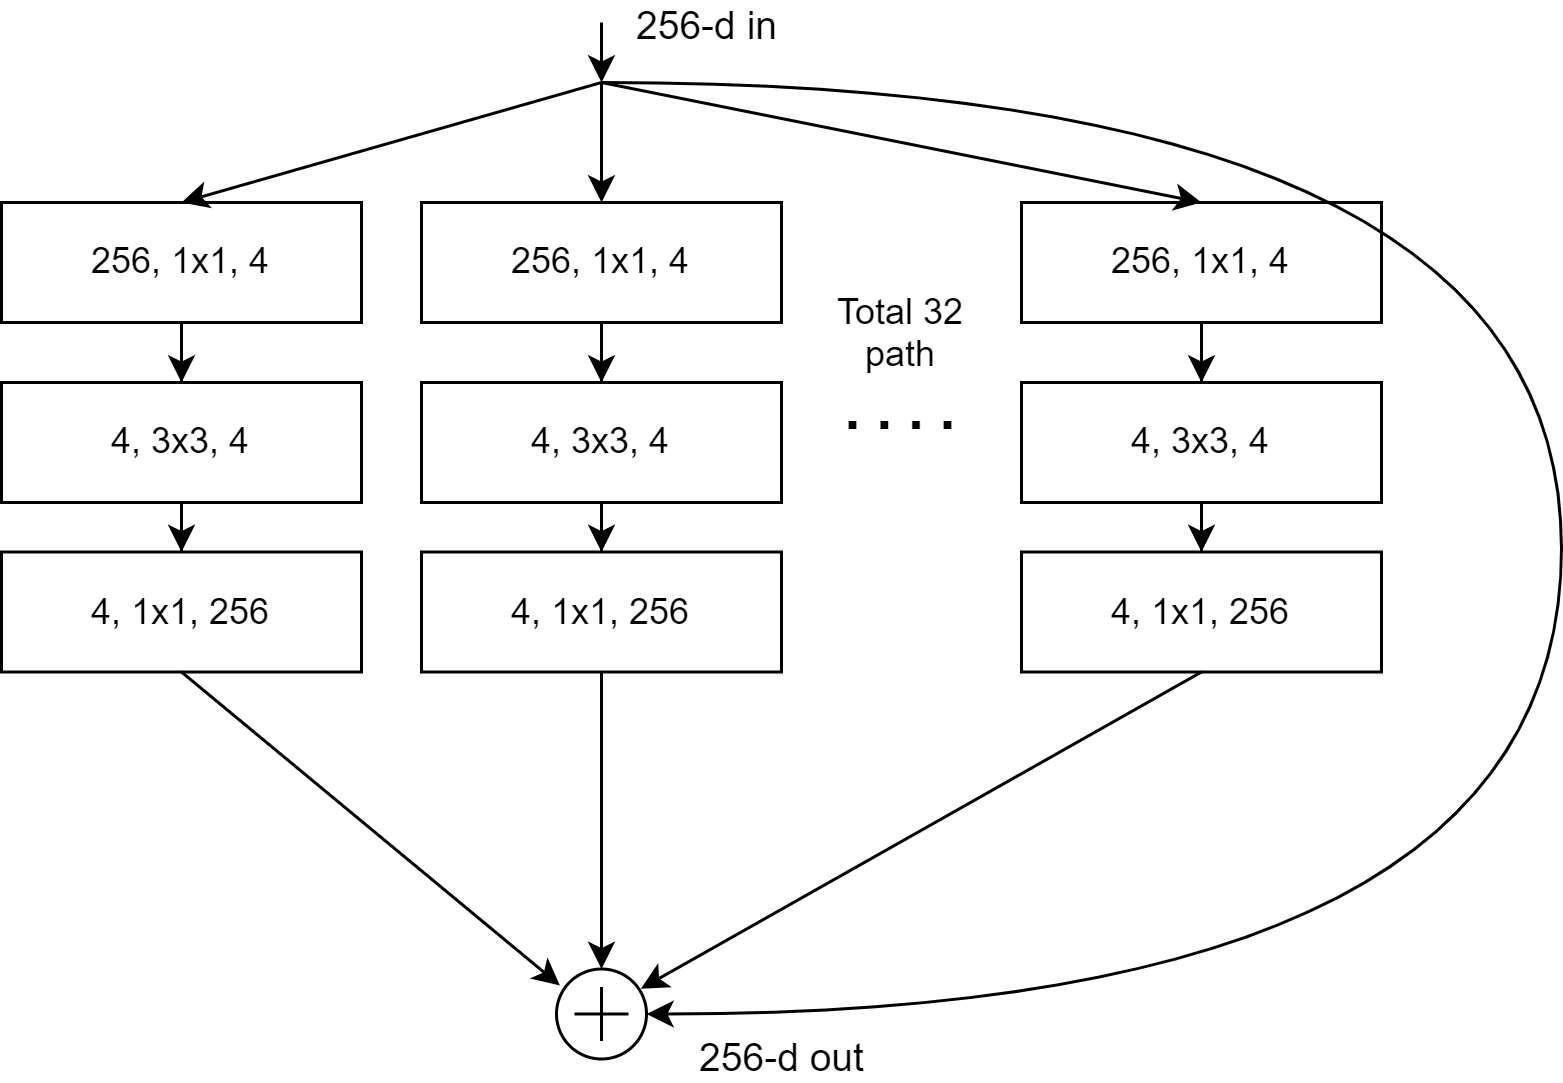 256-d in
256, 1x1, 4
256, 1x1, 4
256, 1x1, 4
Total 32
path
4, 3x3, 4
4, 3x3, 4
. . . .
4, 3x3, 4
4, 1x1, 256
4, 1x1, 256
4, 1x1, 256
256-d out